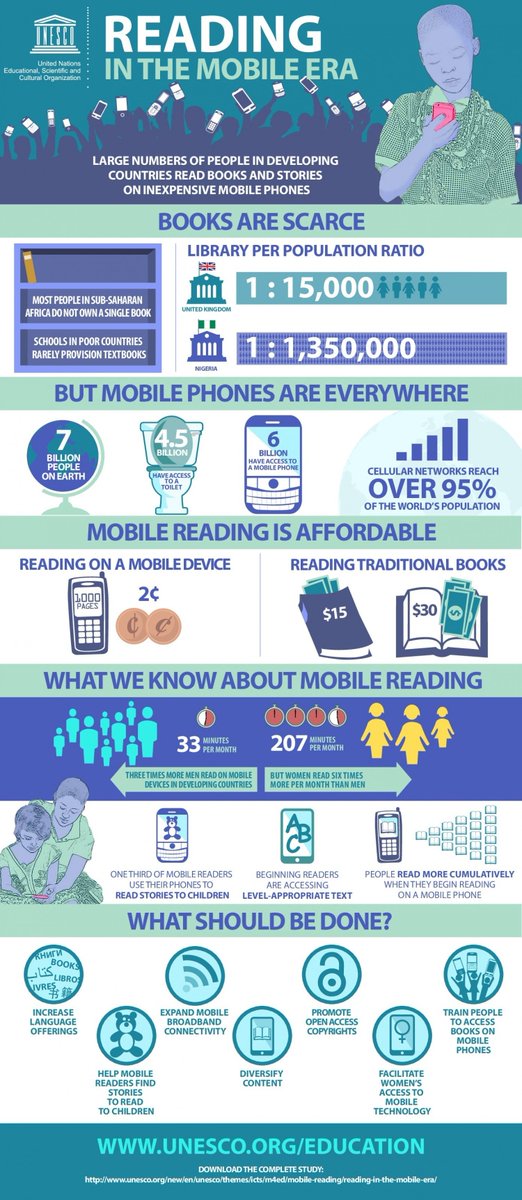 UNESCO
United Nations
Educational, Scientific and
Cultural Organization
READING
IN THE MOBILE ERA
LARGE NUMBERS OF PEOPLE IN DEVELOPING
COUNTRIES READ BOOKS AND STORIES
ON INEXPENSIVE MOBILE PHONES
BOOKS ARE SCARCE
MOST PEOPLE IN SUB-SAHARAN
AFRICA DO NOT OWN A SINGLE BOOK
SCHOOLS IN POOR COUNTRIES
RARELY PROVISION TEXTBOOKS
LIBRARY PER POPULATION RATIO
UNITED KINGDOM
1 : 15,000
NIGERIA
1 : 1,350,000
BUT MOBILE PHONES ARE EVERYWHERE
7
BILLION
PEOPLE
ON EARTH
4.5
BILLION
HAVE ACCESS
TO A
TOILET
6
BILLION
HAVE ACCESS TO
A MOBILE PHONE
CELLULAR NETWORKS REACH
OVER 95%
OF THE WORLD'S POPULATION
MOBILE READING IS AFFORDABLE
READING ON A MOBILE DEVICE
1000
PAGES
2¢
¢ ¢
READING TRADITIONAL BOOKS
$15
$30
$
WHAT WE KNOW ABOUT MOBILE READING
33 MINUTES
PER MONTH
207 MINUTES
PER MONTH
THREE TIMES MORE MEN READ ON MOBILE
DEVICES IN DEVELOPING COUNTRIES
BUT WOMEN READ SIX TIMES
MORE PER MONTH THAN MEN
ONE THIRD OF MOBILE READERS
USE THEIR PHONES TO
READ STORIES TO CHILDREN
ABC
BEGINNING READERS
ARE ACCESSING
LEVEL-APPROPRIATE TEXT
PEOPLE READ MORE CUMULATIVELY
WHEN THEY BEGIN READING
ON A MOBILE PHONE
WHAT SHOULD BE DONE?
КНИГИ
BOOKS
كتاب
LIBROS
IVRES
书籍
INCREASE
LANGUAGE
OFFERINGS
HELP MOBILE
READERS FIND
STORIES
TO READ
TO CHILDREN
EXPAND MOBILE
BROADBAND
CONNECTIVITY
DIVERSIFY
CONTENT
PROMOTE
OPEN ACCESS
COPYRIGHTS
FACILITATE
WOMEN'S
ACCESS TO
MOBILE
TECHNOLOGY
TRAIN PEOPLE
TO ACCESS
BOOKS ON
MOBILE
PHONES
WWW.UNESCO.ORG/EDUCATION
DOWNLOAD THE COMPLETE STUDY:
http://www.unesco.org/new/en/unesco/themes/icts/m4ed/mobile-reading/reading-in-the-mobile-era/